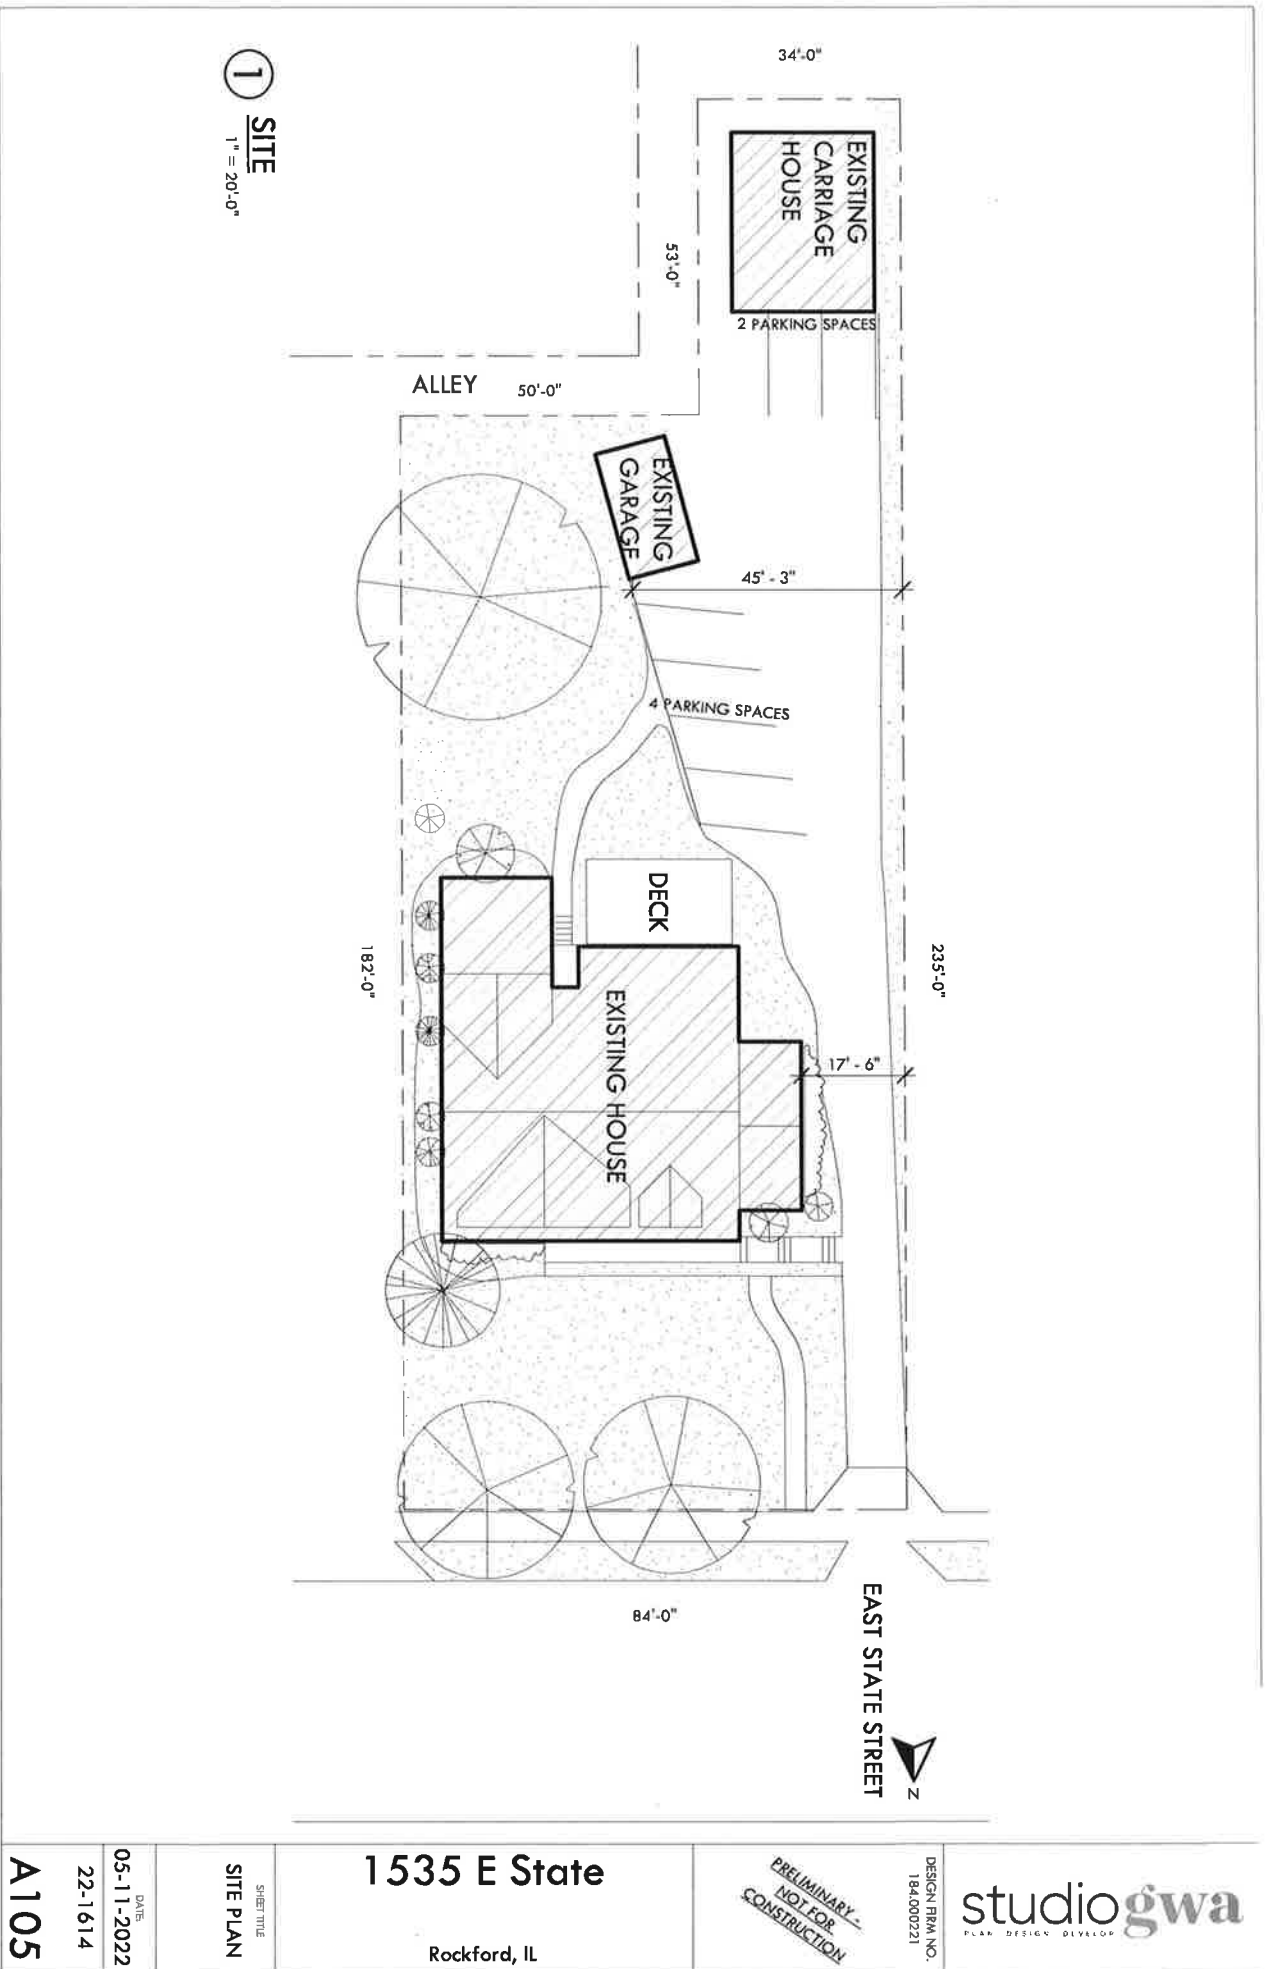 34'-0"
1
SITE
1" = 20'-0"
EXISTING
CARRIAGE
HOUSE
53'-0"
2 PARKING SPACES
ALLEY
50'-0"
EXISTING
GARAGE
45' - 3"
4 PARKING SPACES
DECK
182'-0"
235'-0"
EXISTING HOUSE
17' - 6"
84'-0"
EAST STATE STREET
N
A105
22-1614
DATE:
05-11-2022
SHEET TITLE
SITE PLAN
1535 E State
Rockford, IL
PRELIMINARY -
NOT FOR
CONSTRUCTION
DESIGN FIRM NO.
184.000221
studiogwa
PLAN DESIGN DEVELOP